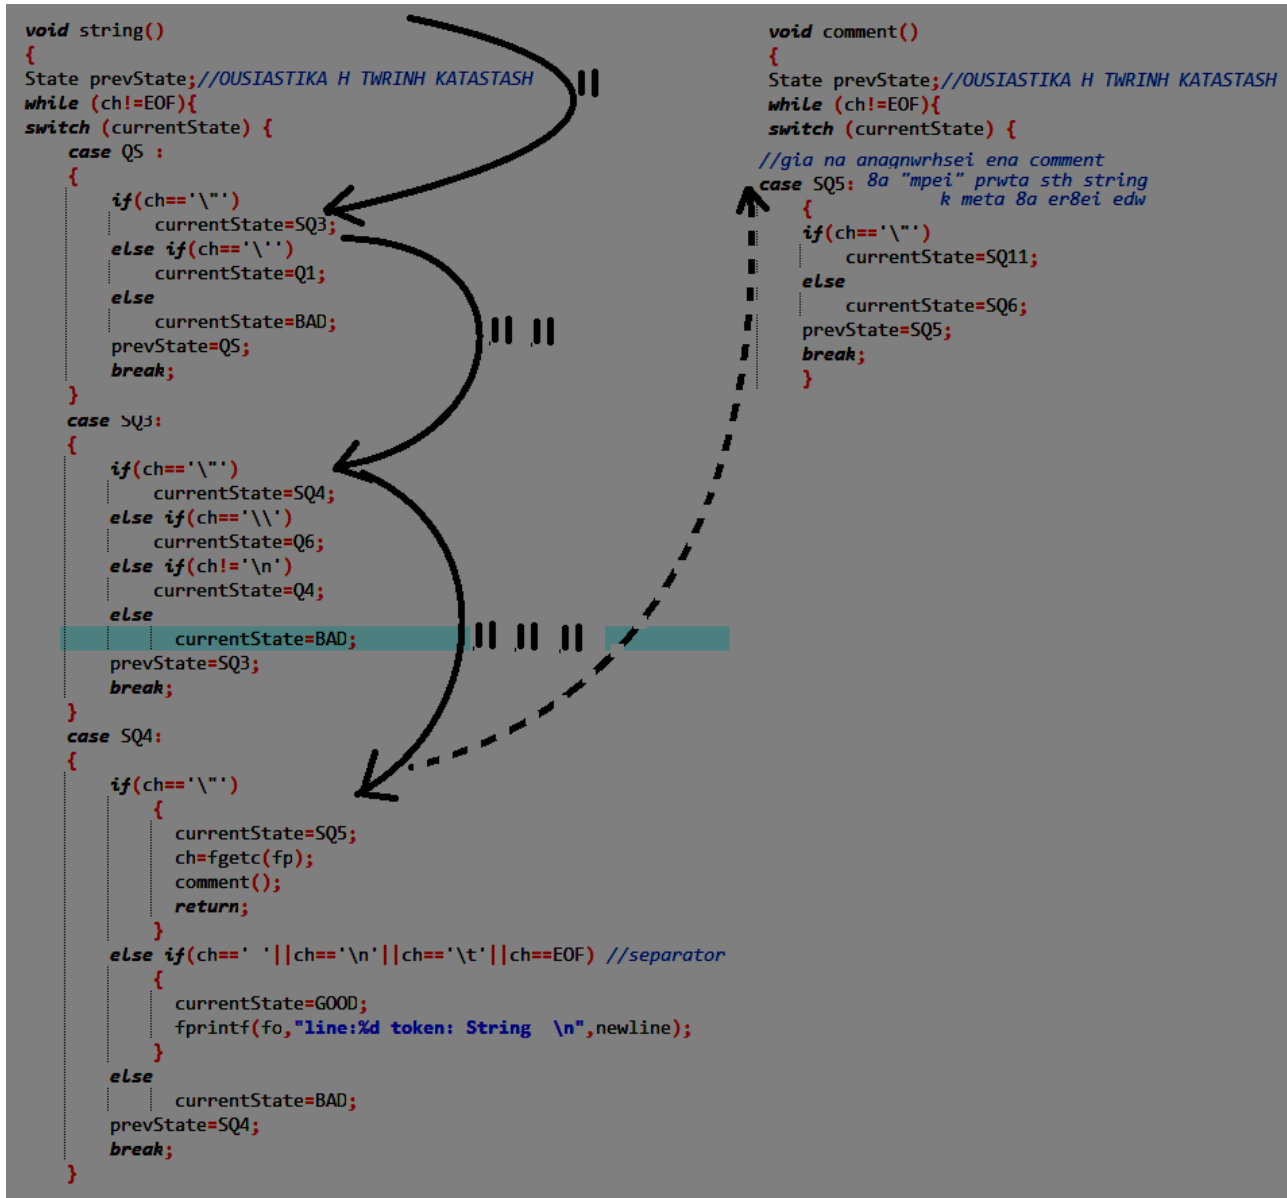 void string()
{
State prevState;//OUSIASTIKA H TWRINH KATASTASH
while (ch!=EOF){
switch (currentState) {
case QS :
{
if(ch=='\"')
currentState=SQ3;
else if(ch=='\'')
currentState=Q1;
else
currentState=BAD;
prevState=QS;
break;
}
case SQ3:
{
if(ch=='\"')
currentState=SQ4;
else if(ch=='\\')
currentState=Q6;
else if(ch!='\n')
currentState=Q4;
else
currentState=BAD;
prevState=SQ3;
break;
}
case SQ4:
{
if(ch=='\"')
{
currentState=SQ5;
ch=fgetc(fp);
comment();
return;
}
else if(ch==' '||ch=='\n'||ch=='\t'||ch==EOF) //separator
{
currentState=GOOD;
fprintf(fo,"line:%d token: String  \n",newline);
}
else
currentState=BAD;
prevState=SQ4;
break;
}
"
" "
" " "
void comment()
{
State prevState;//OUSIASTIKA H TWRINH KATASTASH
while (ch!=EOF){
switch (currentState) {
//gia na anagnwrhsei ena comment
case SQ5: 8a "mpei" prwta sth string
k meta 8a er8ei edw
{
if(ch=='\"')
currentState=SQ11;
else
currentState=SQ6;
prevState=SQ5;
break;
}